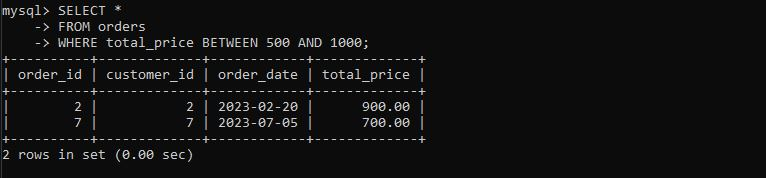 mysql> SELECT *
    -> FROM orders
    -> WHERE total_price BETWEEN 500 AND 1000;
+----------+-------------+------------+-------------+
| order_id | customer_id | order_date | total_price |
+----------+-------------+------------+-------------+
|        2 |           2 | 2023-02-20 |      900.00 |
|        7 |           7 | 2023-07-05 |      700.00 |
+----------+-------------+------------+-------------+
2 rows in set (0.00 sec)